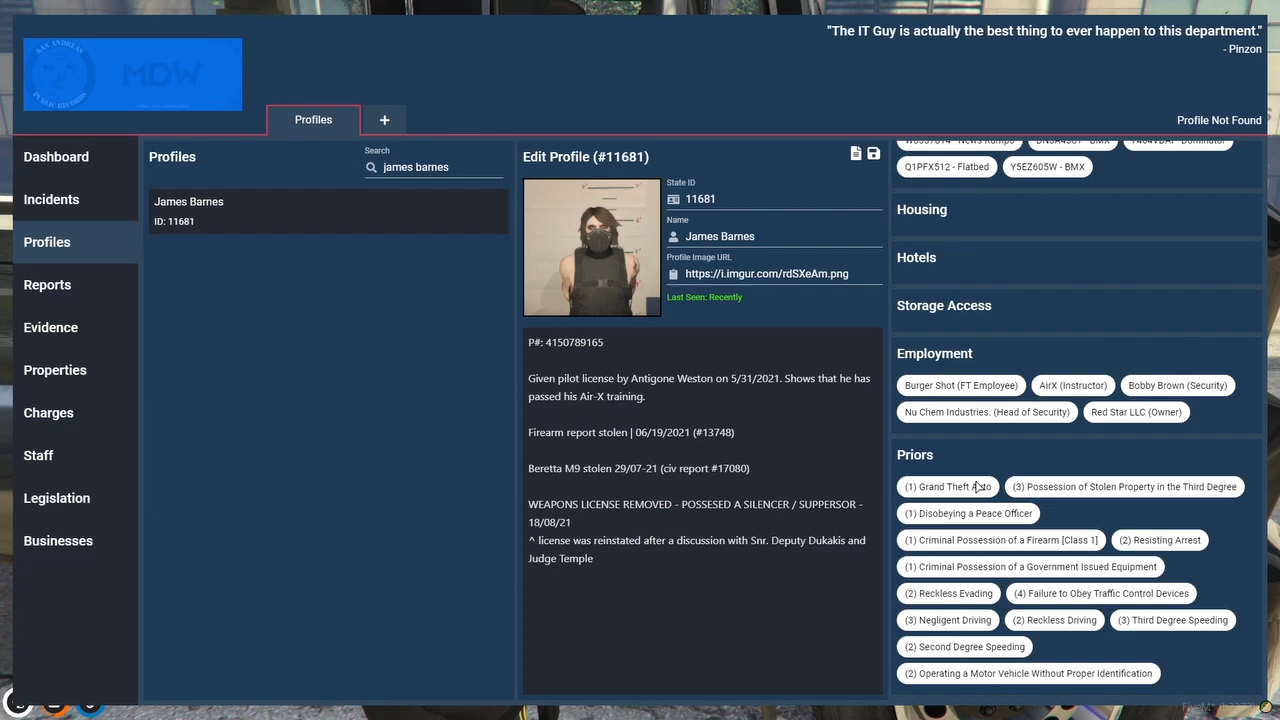 "The IT Guy is actually the best thing to ever happen to this department."
- Pinzon
SAN ANDREAS
PUBLIC RECORDS
MDW
Profiles
+
Profile Not Found
Dashboard
Incidents
Profiles
Reports
Evidence
Properties
Charges
Staff
Legislation
Businesses
Profiles
Search
james barnes
James Barnes
ID: 11681
Edit Profile (#11681)
State ID
11681
Name
James Barnes
Profile Image URL
https://i.imgur.com/rdSXeAm.png
Last Seen: Recently
P#: 4150789165
Given pilot license by Antigone Weston on 5/31/2021. Shows that he has
passed his Air-X training.
Firearm report stolen | 06/19/2021 (#13748)
Beretta M9 stolen 29/07-21 (civ report #17080)
WEAPONS LICENSE REMOVED - POSSESED A SILENCER / SUPPERSOR -
18/08/21
^ license was reinstated after a discussion with Snr. Deputy Dukakis and
Judge Temple
Q1PFX512 - Flatbed Y5EZ605W - BMX
Housing
Hotels
Storage Access
Employment
Burger Shot (FT Employee) AirX (Instructor) Bobby Brown (Security)
Nu Chem Industries. (Head of Security) Red Star LLC (Owner)
Priors
(1) Grand Theft Auto (3) Possession of Stolen Property in the Third Degree
(1) Disobeying a Peace Officer
(1) Criminal Possession of a Firearm [Class 1] (2) Resisting Arrest
(1) Criminal Possession of a Government Issued Equipment
(2) Reckless Evading (4) Failure to Obey Traffic Control Devices
(3) Negligent Driving (2) Reckless Driving (3) Third Degree Speeding
(2) Second Degree Speeding
(2) Operating a Motor Vehicle Without Proper Identification